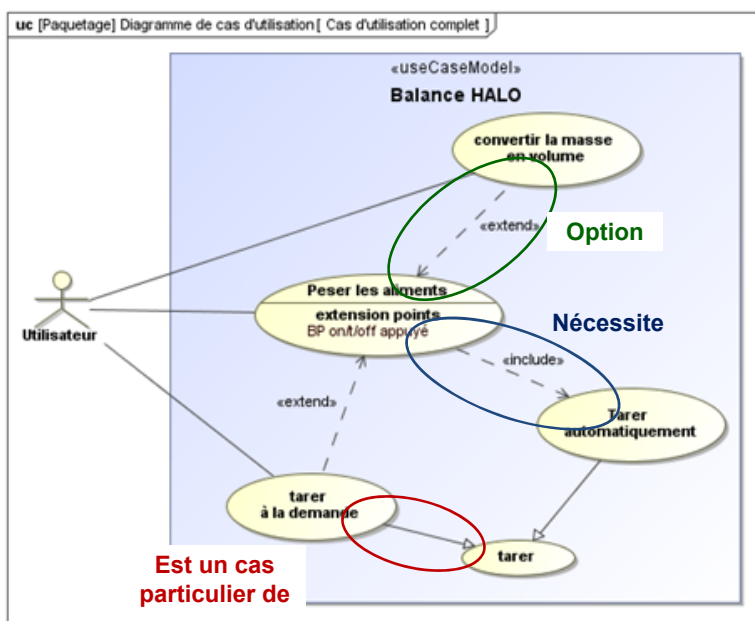 uc [Paquetage] Diagramme de cas d'utilisation [ Cas d'utilisation complet ]
«useCaseModel»
Balance HALO
convertir la masse
en volume
«extend»
Option
Peser les aliments
extension points
BP on/t/off appuyé
Utilisateur
Nécessite
«include»
«extend»
Tarer
automatiquement
tarer
à la demande
tarer
Est un cas
particulier de